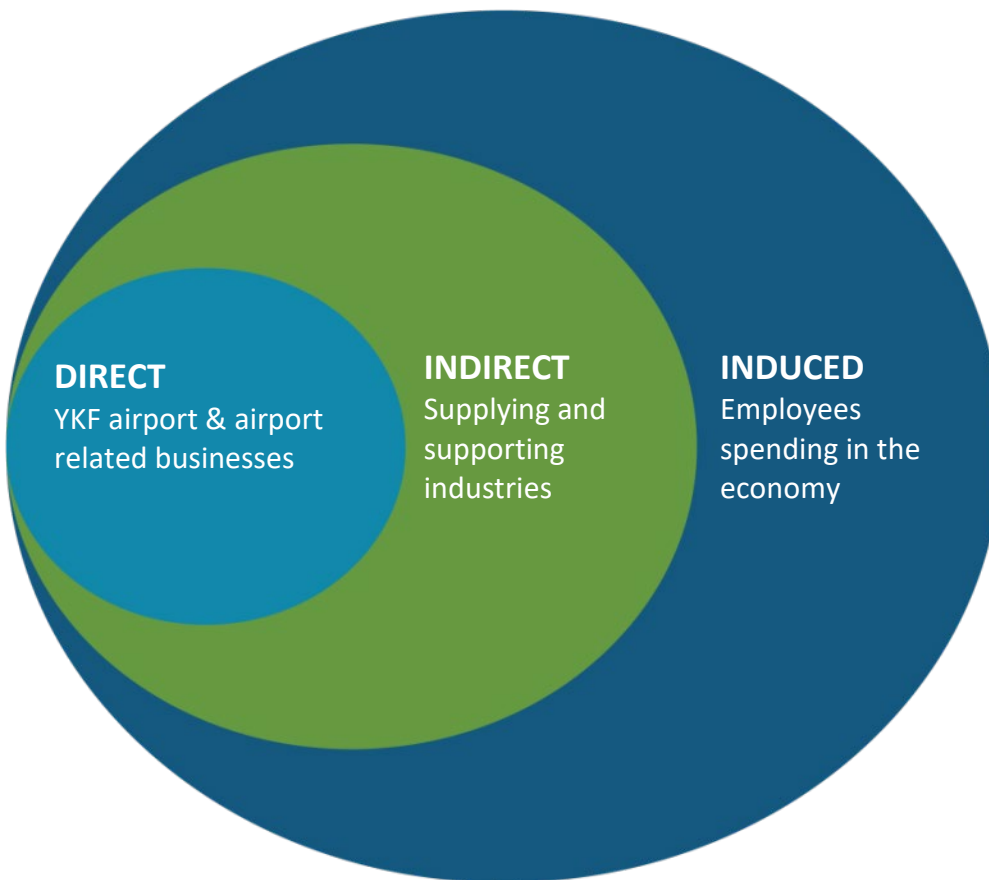 DIRECT
YKF airport & airport
related businesses
INDIRECT
Supplying and
supporting
industries
INDUCED
Employees
spending in the
economy